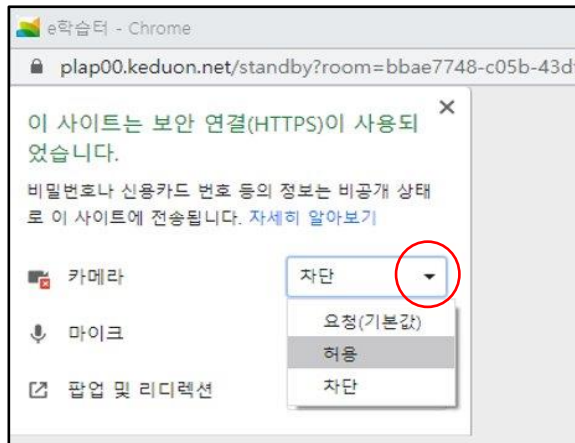 e학습터 - Chrome
plap00.keduon.net/standby?room=bbae7748-c05b-43d
이 사이트는 보안 연결(HTTPS)이 사용되
었습니다.
비밀번호나 신용카드 번호 등의 정보는 비공개 상태
로 이 사이트에 전송됩니다. 자세히 알아보기
카메라
차단
요청(기본값)
마이크
허용
차단
팝업 및 리디렉션